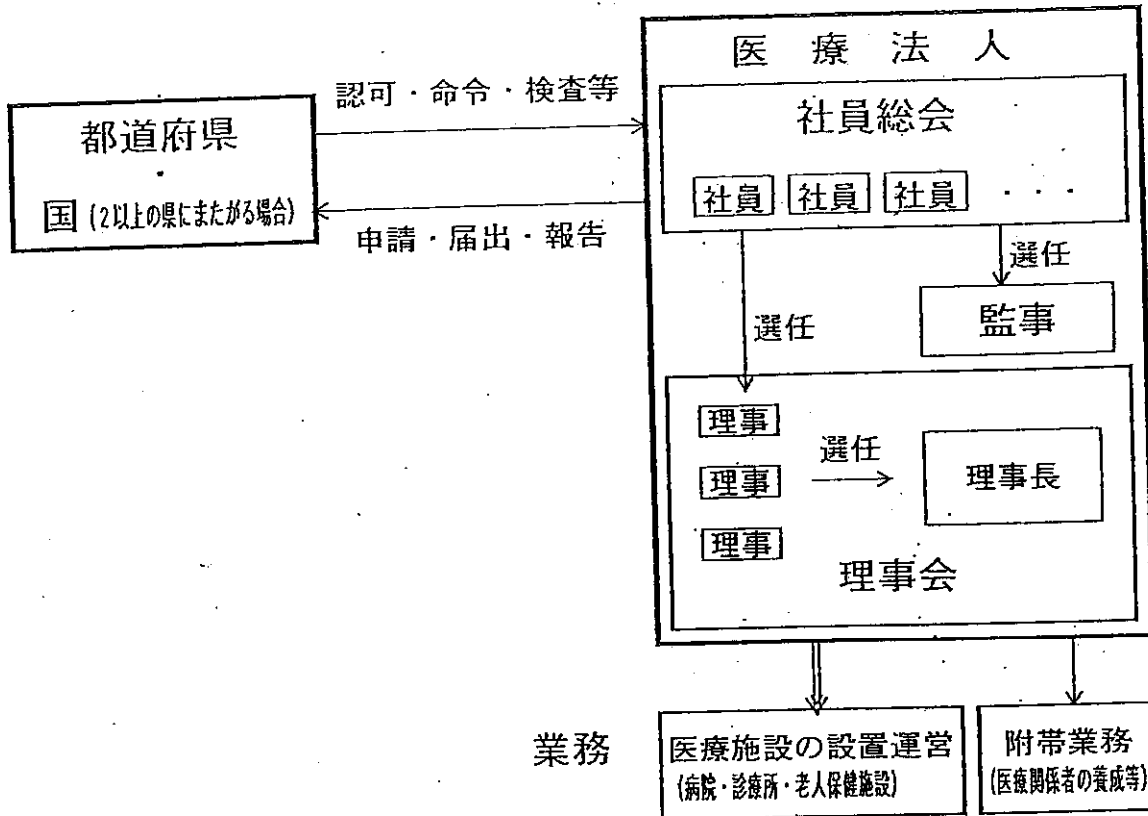 医療法人
認可・命令・検査等
都道府県
・
国(2以上の県にまたがる場合)
申請・届出・報告
社員総会
社員 社員 社員 ・・・
選任
監事
選任
理事
理事
理事
選任
理事長
理事会
業務
医療施設の設置運営
(病院・診療所・老人保健施設)
附帯業務
(医療関係者の養成等)